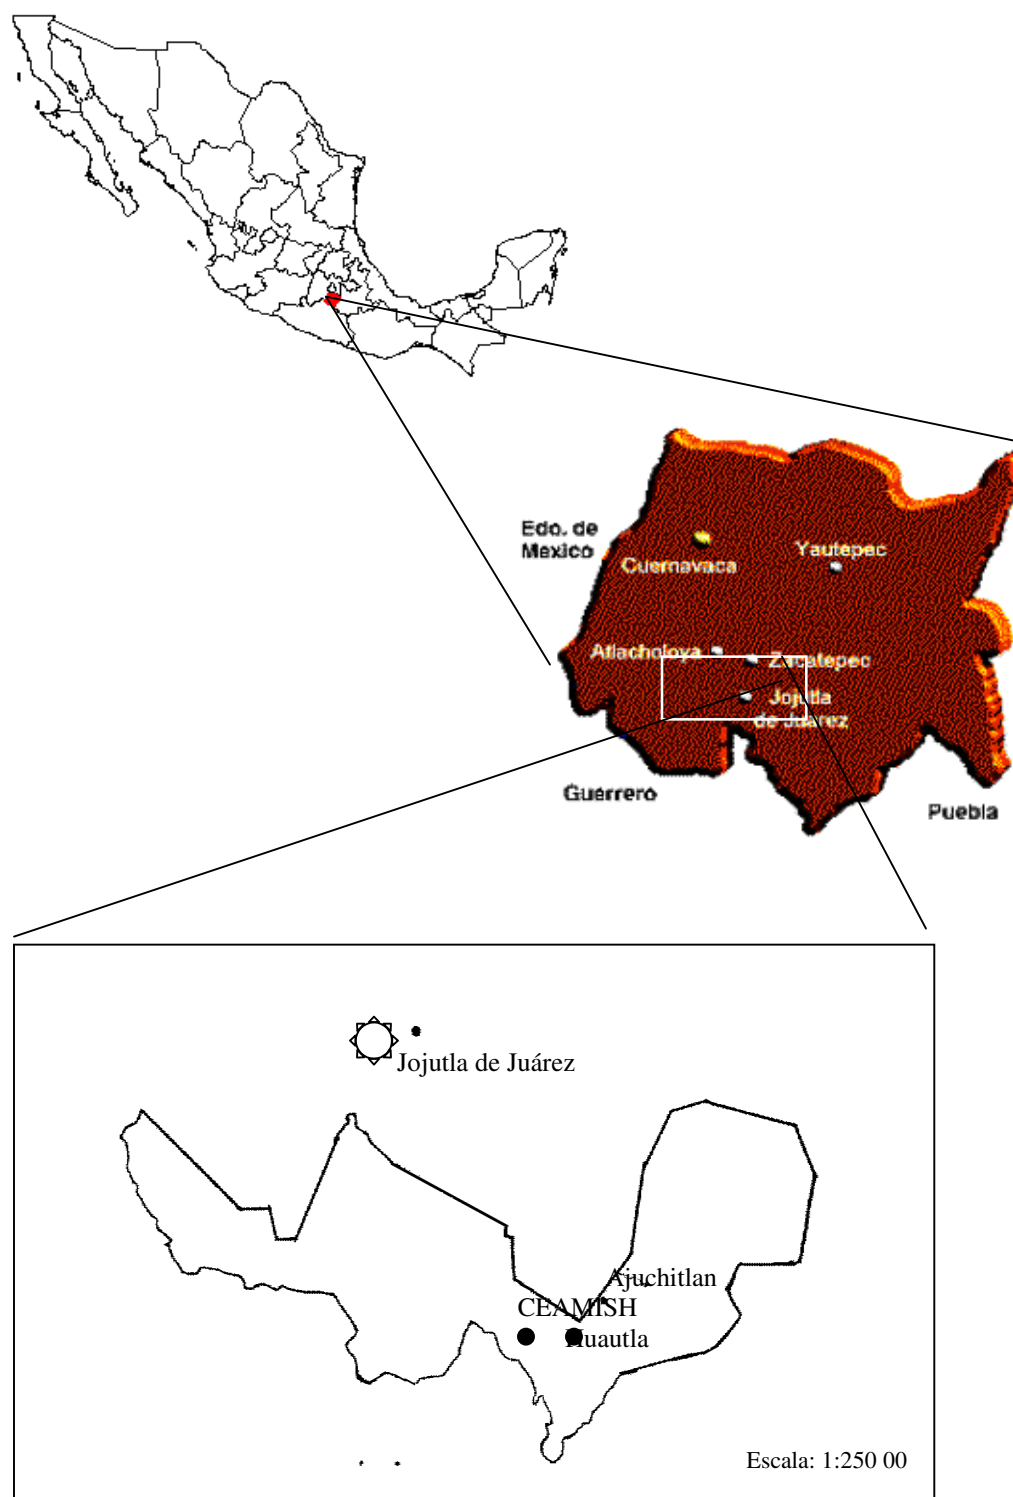 Edo. de
Mexico
Cuernavaca
Yautepec
Atlacholoya
Zacatepec
Jojutla
de Juarez
Guerrero
Puebla
Jojutla de Juárez
Ajuchitlan
CEAMISH
Huautla
Escala: 1:250 00